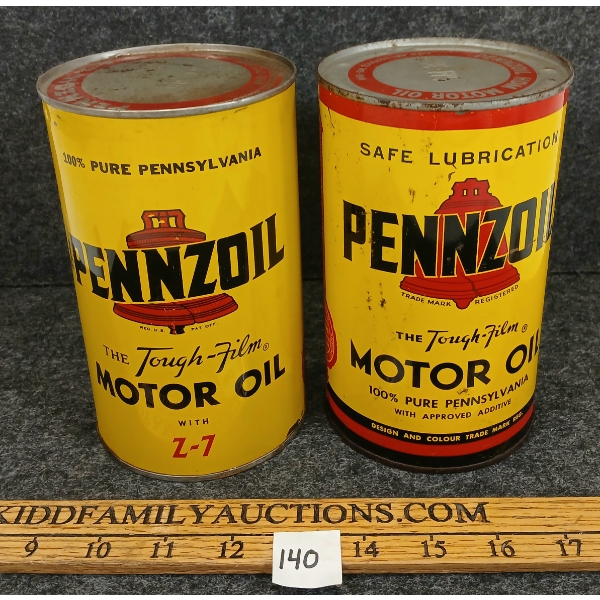 100% PURE PENNSYLVANIA
PENNZOIL
REG. U.S. PAT. OFF.
THE Tough-Film®
MOTOR OIL
WITH
Z-7
MOTOR OIL
SAFE LUBRICATION
PENNZOIL
TRADE MARK REGISTERED
THE Tough-Film®
MOTOR OIL
100% PURE PENNSYLVANIA
WITH APPROVED ADDITIVE
DESIGN AND COLOUR TRADE MARK REG.
KIDDFAMILYAUCTIONS.COM
9 10 11 12 14 15 16 17
140